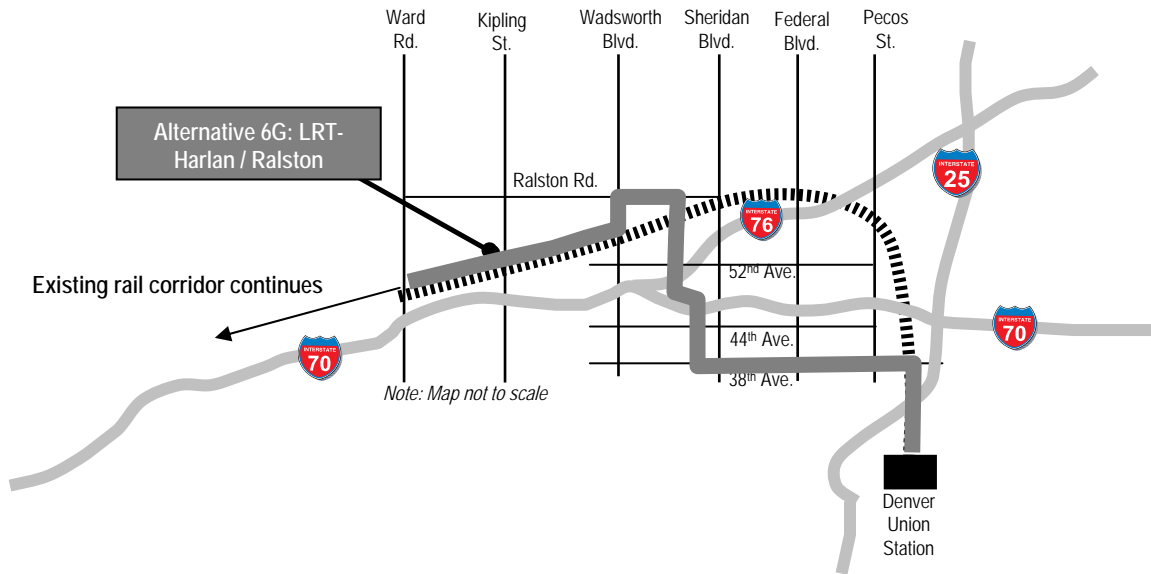 Ward
Rd.
Kipling
St.
Wadsworth
Blvd.
Sheridan
Blvd.
Federal
Blvd.
Pecos
St.
Alternative 6G: LRT-
Harlan / Ralston
INTERSTATE
25
Ralston Rd.
INTERSTATE
76
52nd Ave.
Existing rail corridor continues
INTERSTATE
70
44th Ave.
INTERSTATE
70
38th Ave.
Note: Map not to scale
Denver
Union
Station